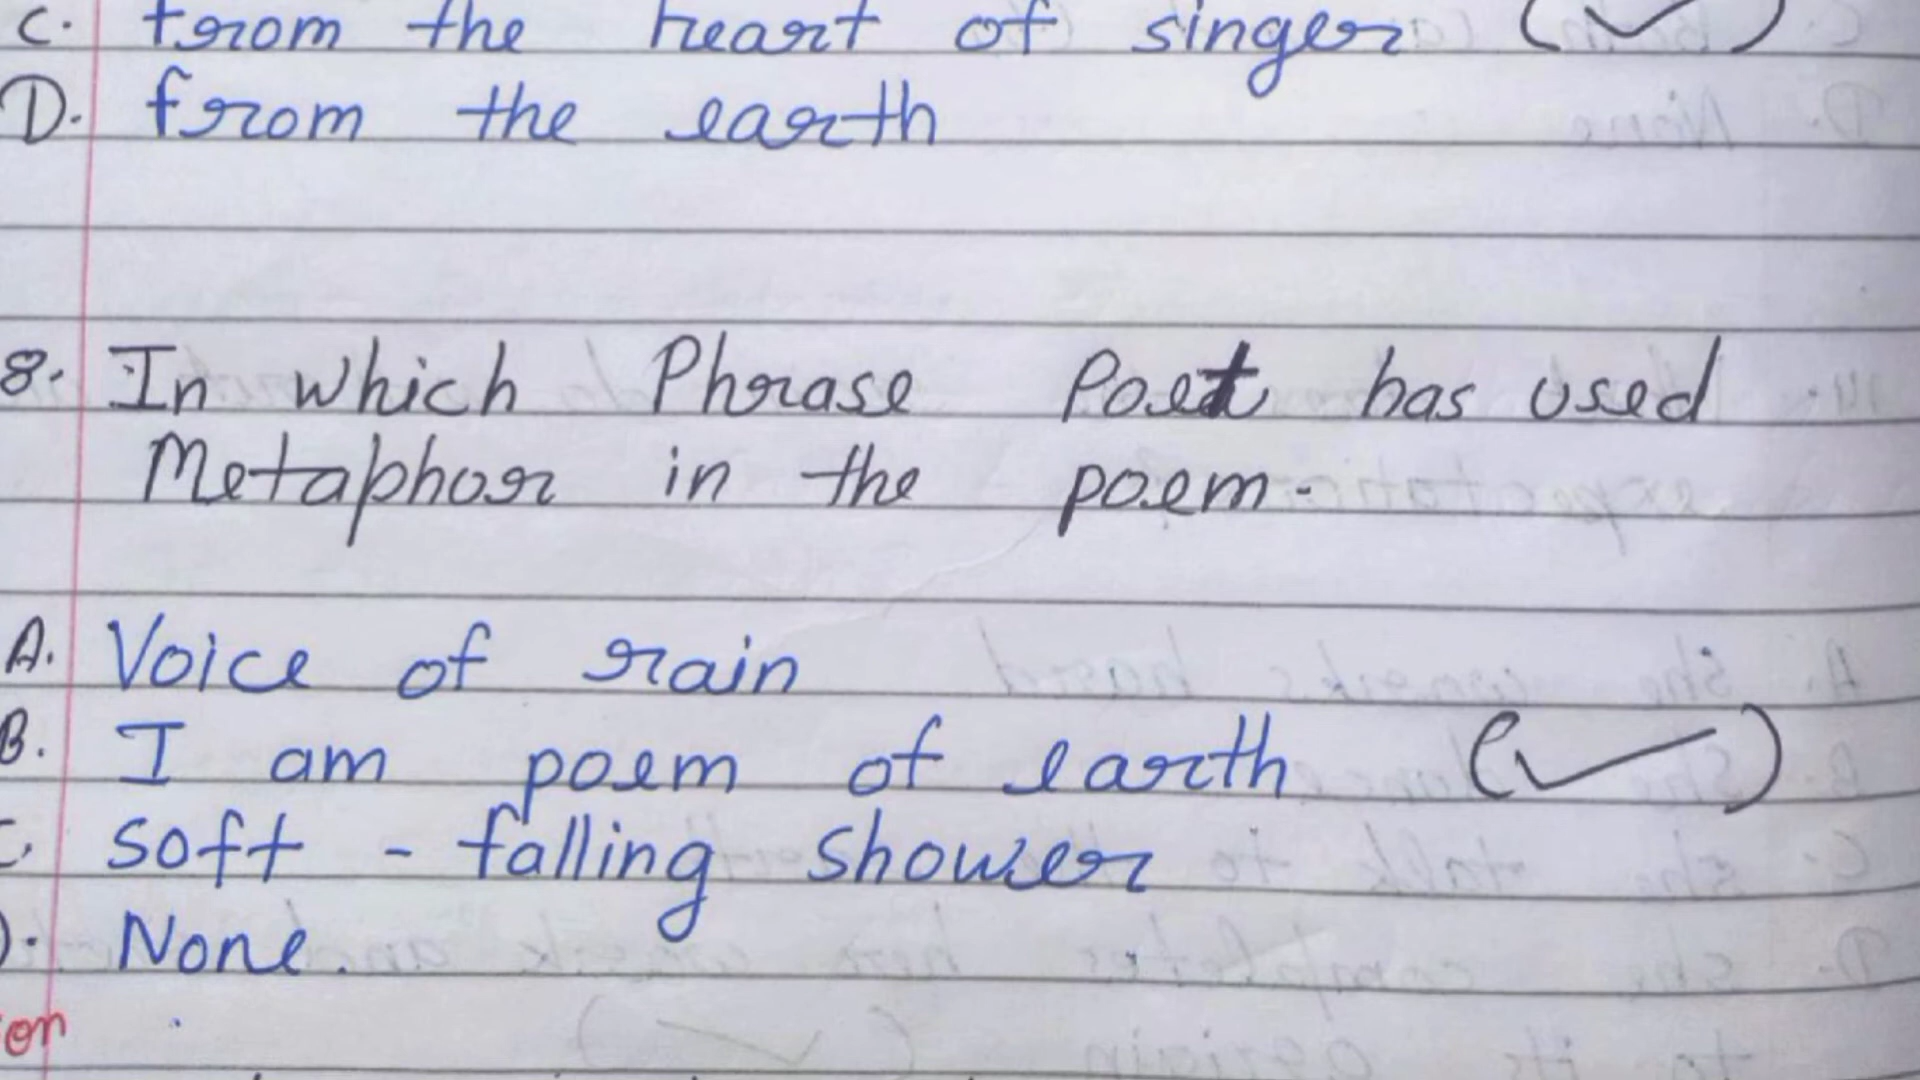 C. from the heart of singer (✓)
D. from the earth
8. In which Phrase Poet has used
Metaphor in the poem.
A. Voice of rain
B. I am poem of earth (✓)
C. soft - falling shower
D. None.